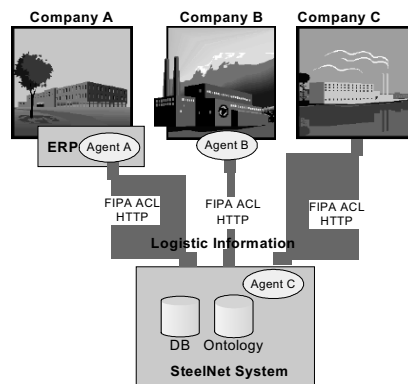 Company A
Company B
Company C
ERP
Agent A
Agent B
FIPA ACL
HTTP
FIPA ACL
HTTP
FIPA ACL
HTTP
Logistic Information
Agent C
DB
Ontology
SteelNet System